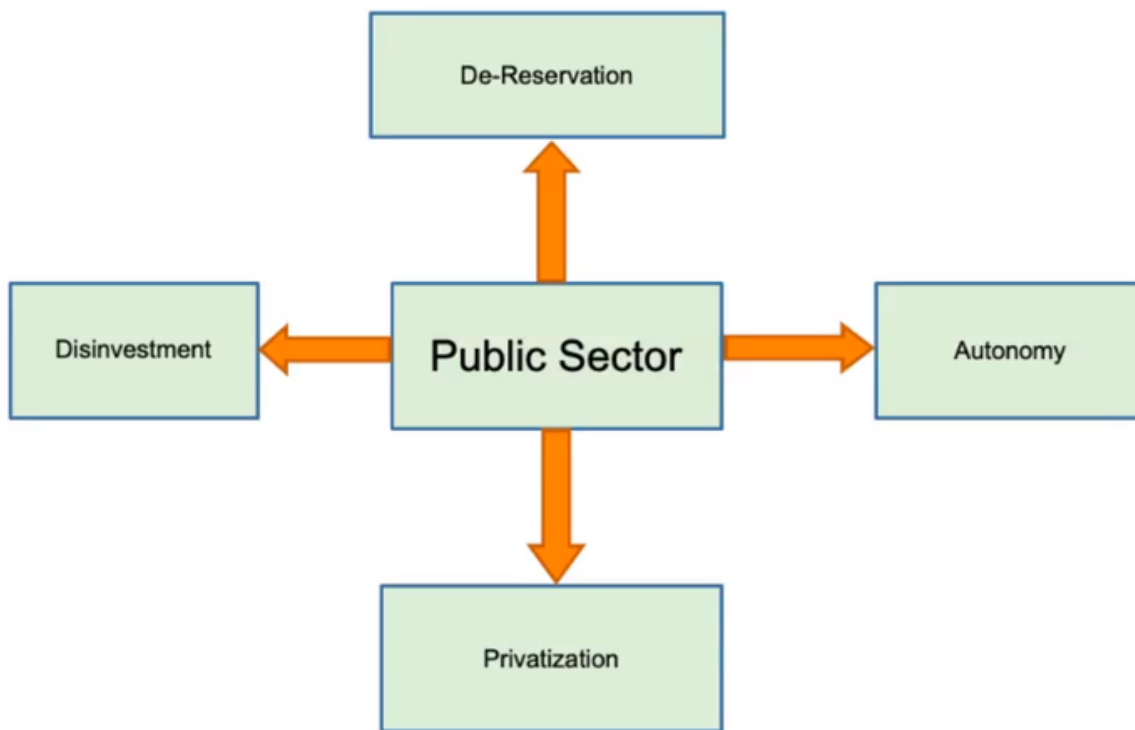 De-Reservation
Disinvestment
Public Sector
Autonomy
Privatization